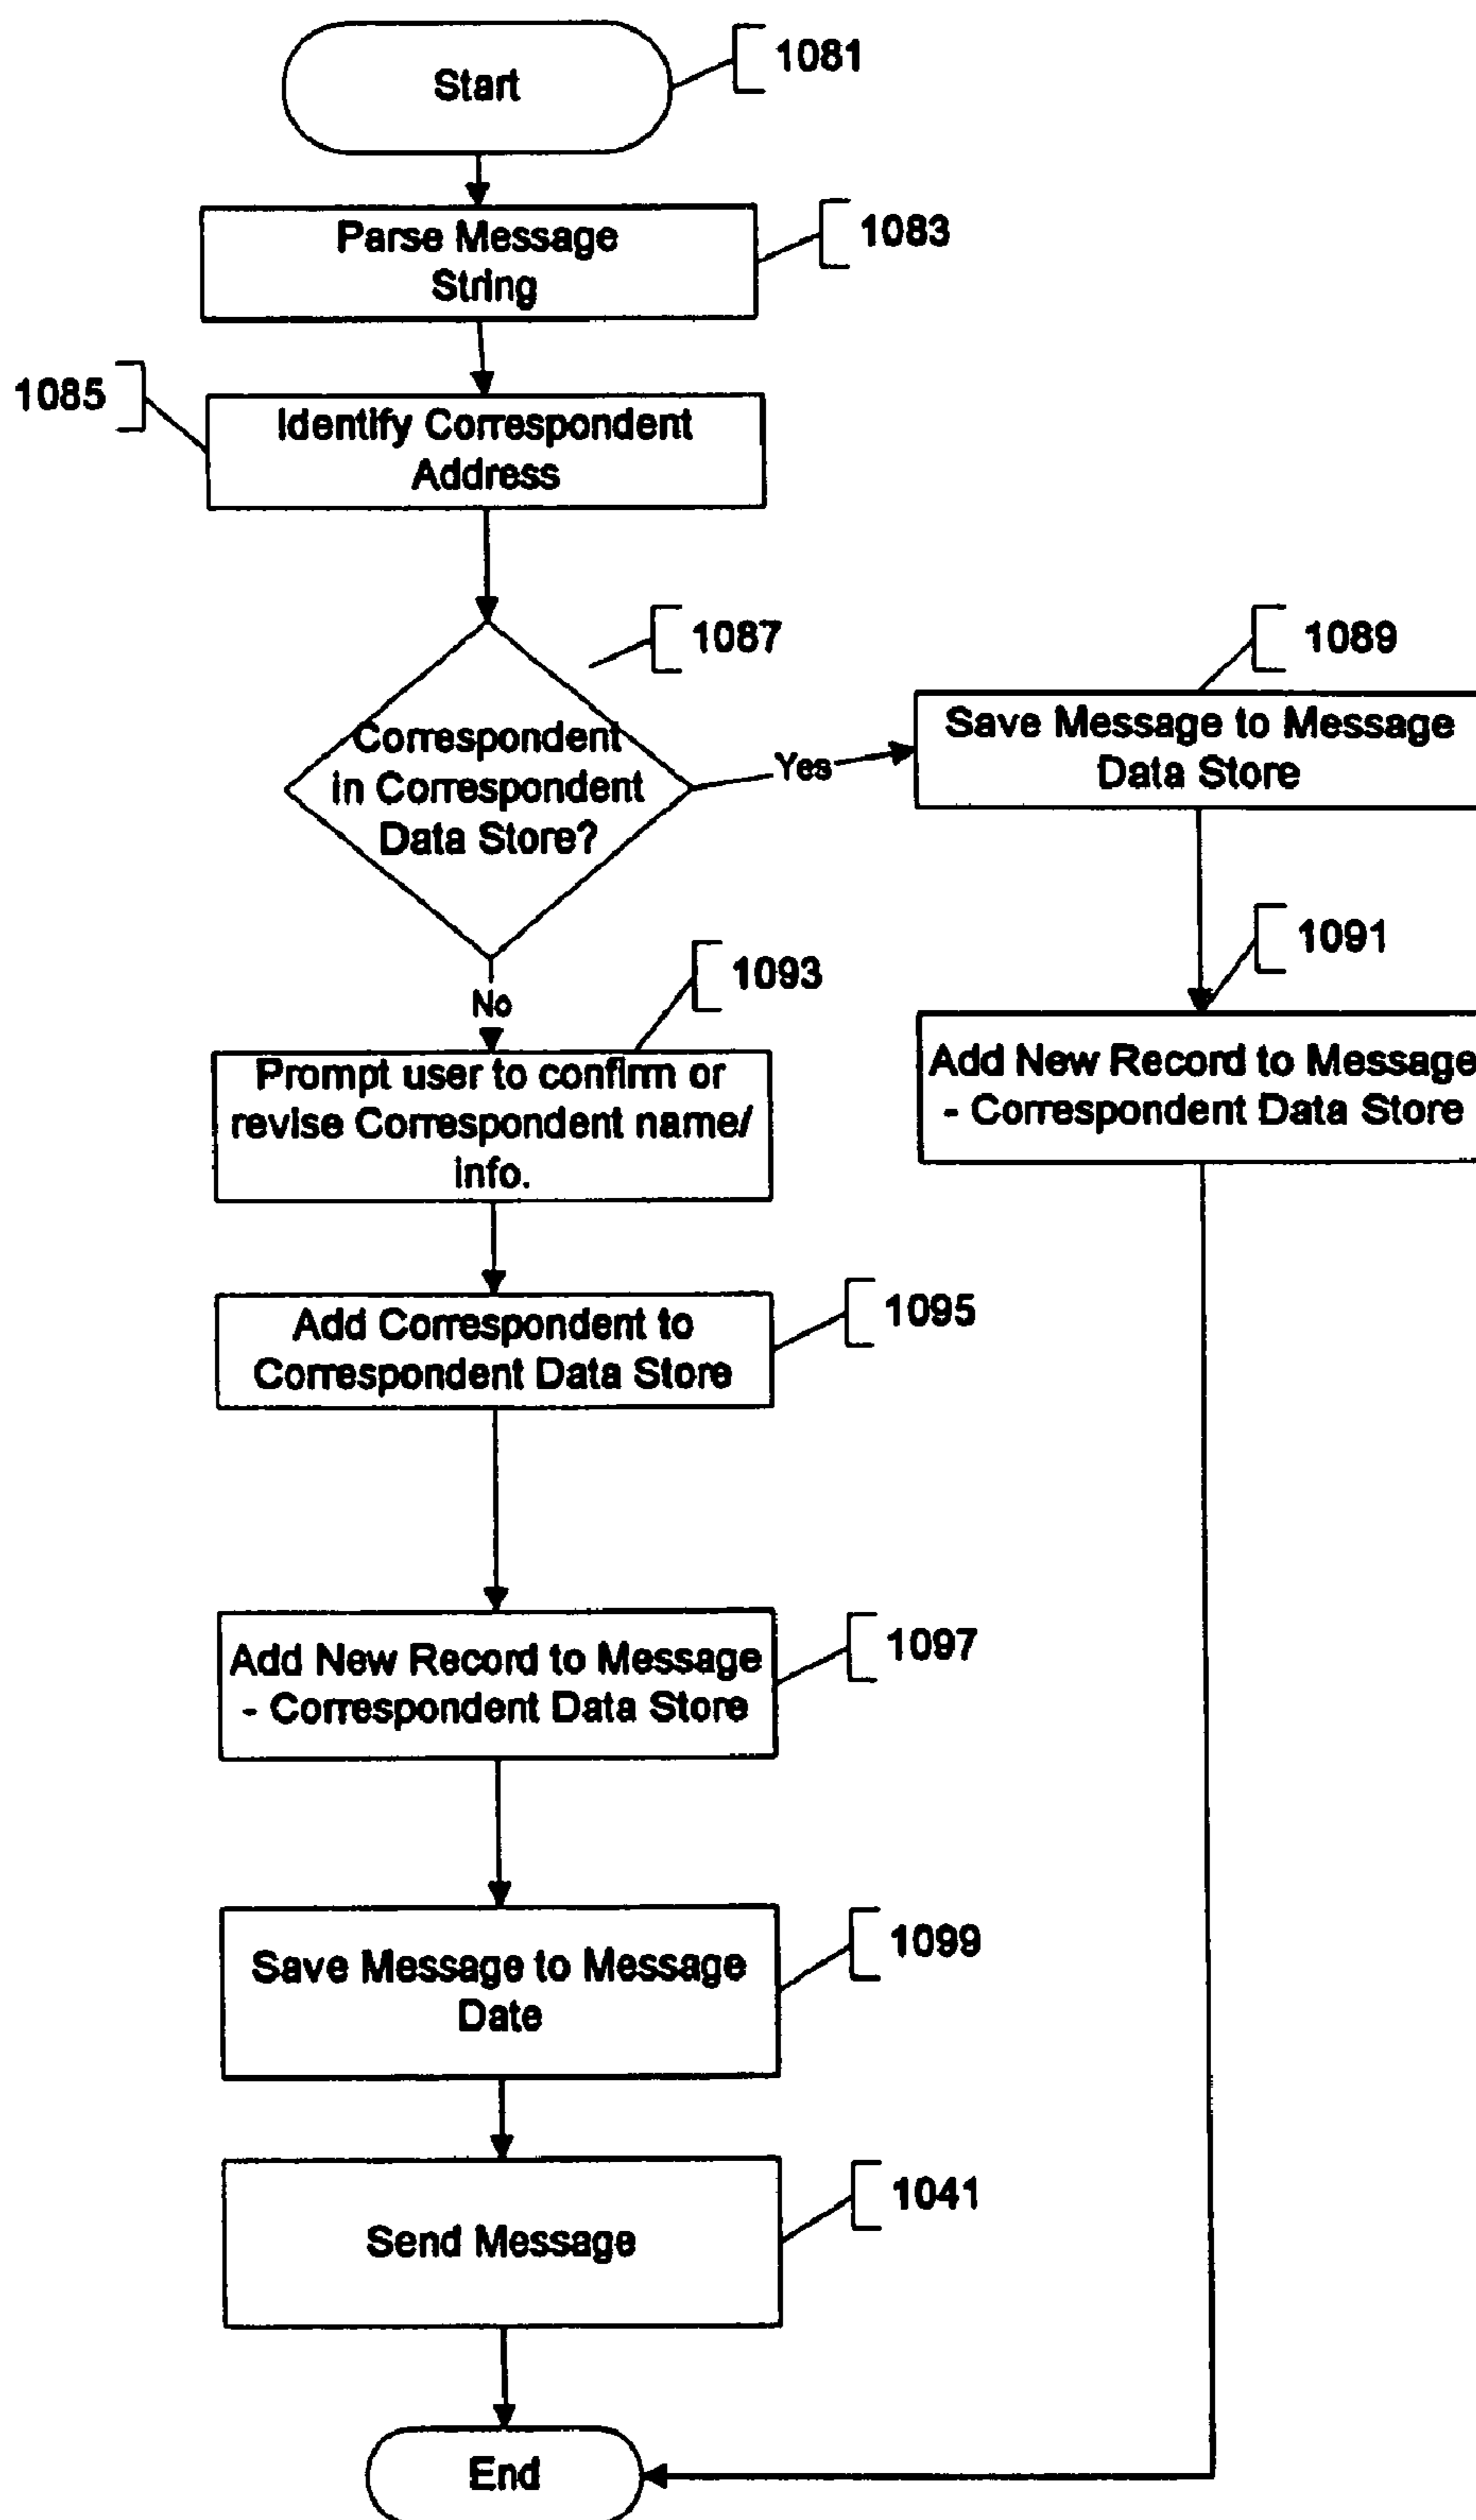 Start
1081
Parse Message
String
1083
1085
Identify Correspondent
Address
1087
Correspondent
in Correspondent
Data Store?
Yes
1089
Save Message to Message
Data Store
1091
Add New Record to Message
- Correspondent Data Store
No
1093
Prompt user to confirm or
revise Correspondent name/
info.
Add Correspondent to
Correspondent Data Store
1095
Add New Record to Message
- Correspondent Data Store
1097
Save Message to Message
Date
1099
Send Message
1041
End